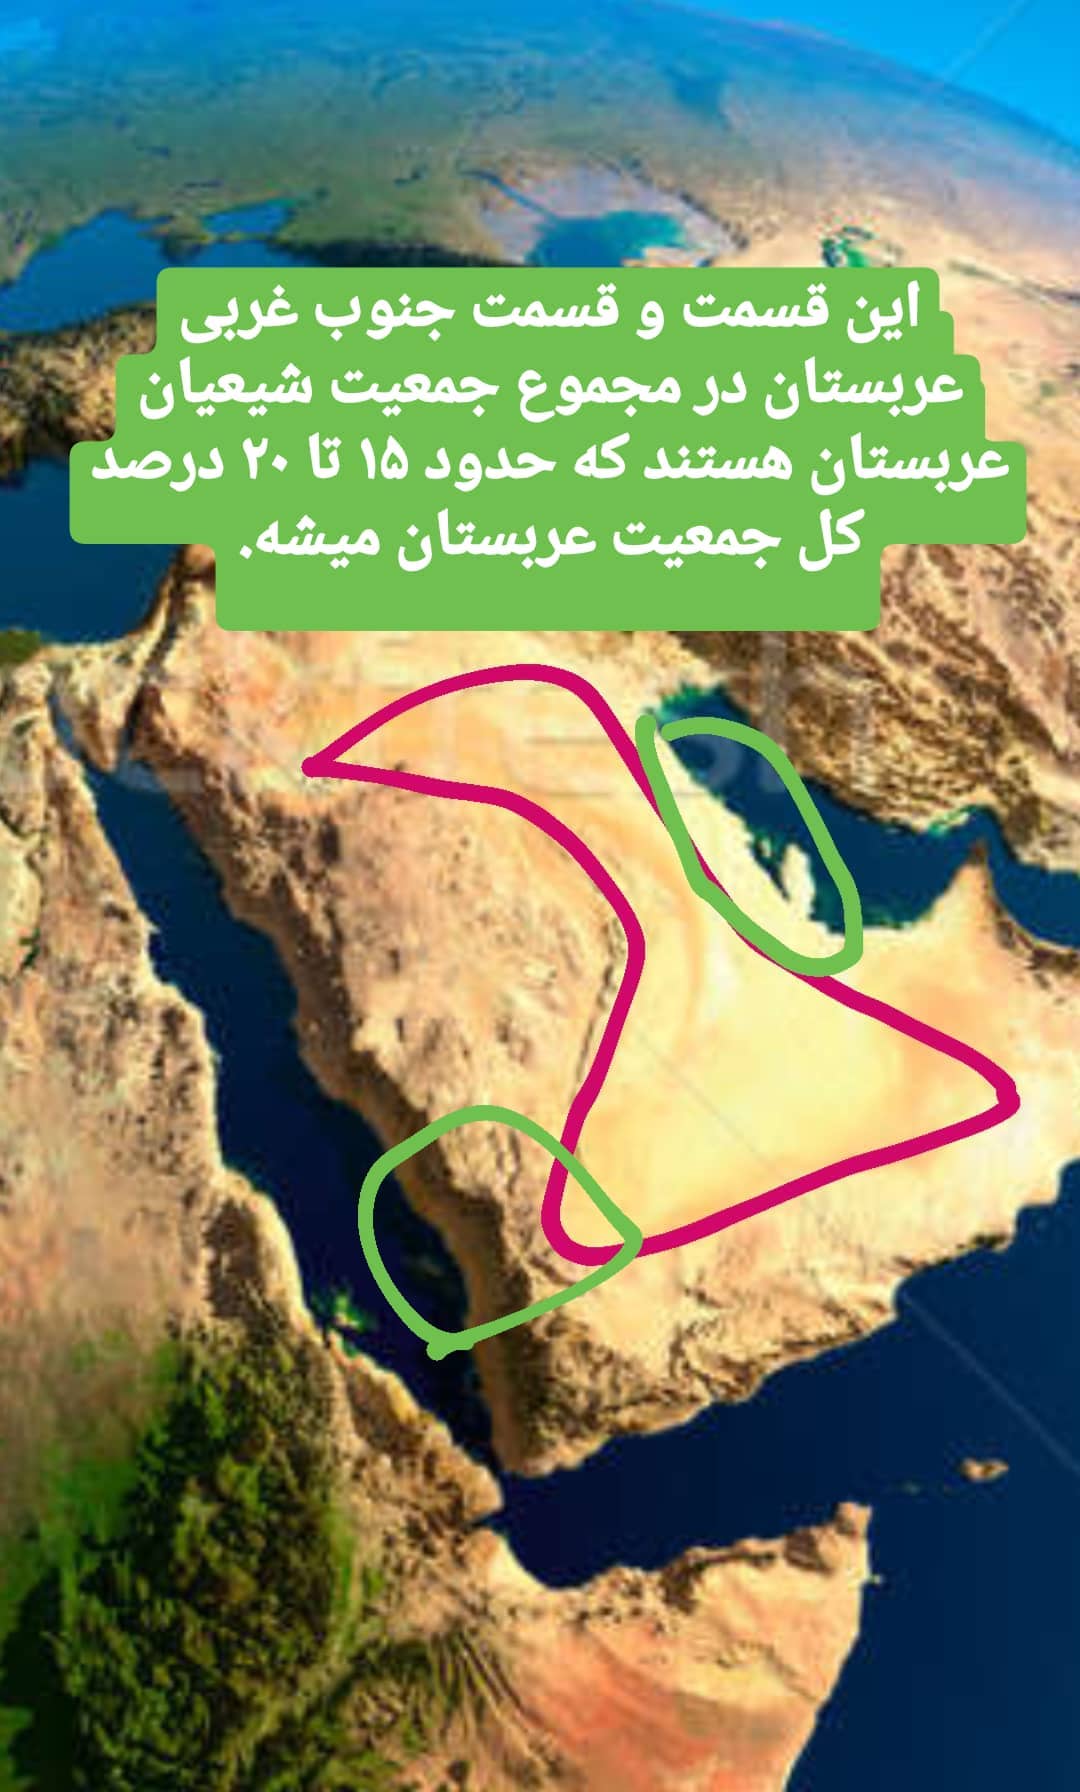 این قسمت و قسمت جنوب غربی
عربستان در مجموع جمعیت شیعیان
عربستان هستند که حدود ۱۵ تا ۲۰ درصد
کل جمعیت عربستان میشه.